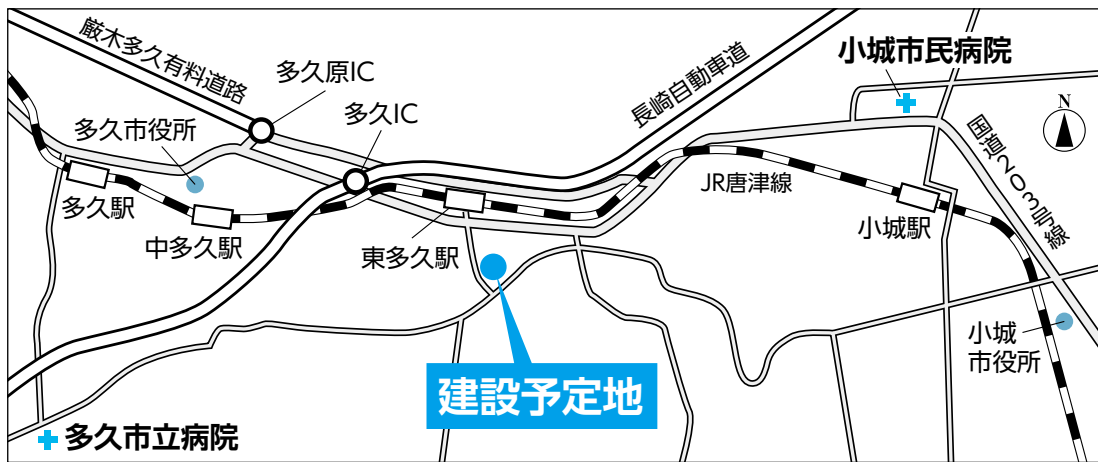 厳木多久有料道路
多久原IC
多久IC
多久市役所
長崎自動車道
小城市民病院
N
国道203号線
JR唐津線
多久駅
中多久駅
東多久駅
小城駅
小城
市役所
建設予定地
多久市立病院